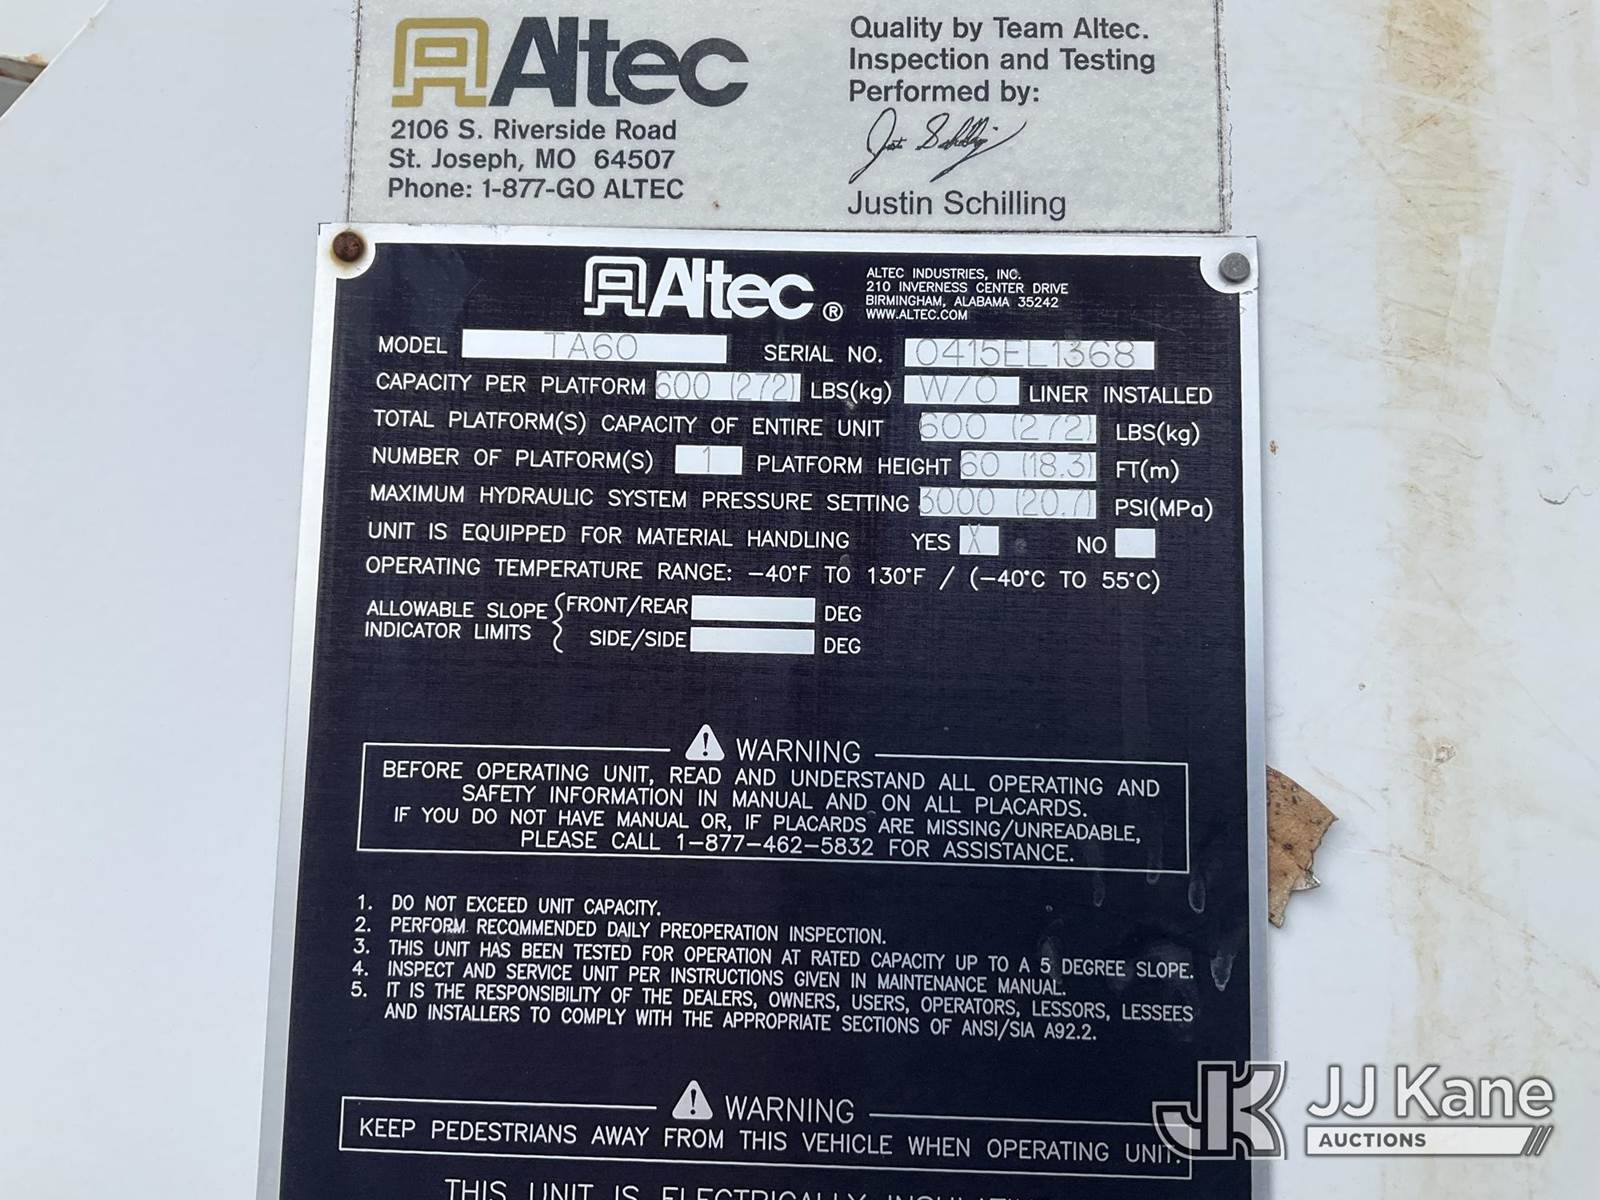 Altec
2106 S. Riverside Road
St. Joseph, MO 64507
Phone: 1-877-GO ALTEC
Quality by Team Altec.
Inspection and Testing
Performed by:
Justin Schilling
Altec ®
ALTEC INDUSTRIES, INC.
210 INVERNESS CENTER DRIVE
BIRMINGHAM, ALABAMA 35242
WWW.ALTEC.COM
MODEL TA60 SERIAL NO. 0415EL1368
CAPACITY PER PLATFORM 600 (272) LBS(kg) W/O LINER INSTALLED
TOTAL PLATFORM(S) CAPACITY OF ENTIRE UNIT 600 (272) LBS(kg)
NUMBER OF PLATFORM(S) 1 PLATFORM HEIGHT 60 (18.3) FT(m)
MAXIMUM HYDRAULIC SYSTEM PRESSURE SETTING 3000 (20.7) PSI(MPa)
UNIT IS EQUIPPED FOR MATERIAL HANDLING YES X NO
OPERATING TEMPERATURE RANGE: -40°F TO 130°F / (-40°C TO 55°C)
ALLOWABLE SLOPE INDICATOR LIMITS { FRONT/REAR DEG
SIDE/SIDE DEG
WARNING
BEFORE OPERATING UNIT, READ AND UNDERSTAND ALL OPERATING AND
SAFETY INFORMATION IN MANUAL AND ON ALL PLACARDS.
IF YOU DO NOT HAVE MANUAL OR, IF PLACARDS ARE MISSING/UNREADABLE,
PLEASE CALL 1-877-462-5832 FOR ASSISTANCE.
1. DO NOT EXCEED UNIT CAPACITY.
2. PERFORM RECOMMENDED DAILY PREOPERATION INSPECTION.
3. THIS UNIT HAS BEEN TESTED FOR OPERATION AT RATED CAPACITY UP TO A 5 DEGREE SLOPE.
4. INSPECT AND SERVICE UNIT PER INSTRUCTIONS GIVEN IN MAINTENANCE MANUAL.
5. IT IS THE RESPONSIBILITY OF THE DEALERS, OWNERS, USERS, OPERATORS, LESSORS, LESSEES
AND INSTALLERS TO COMPLY WITH THE APPROPRIATE SECTIONS OF ANSI/SIA A92.2.
WARNING
KEEP PEDESTRIANS AWAY FROM THIS VEHICLE WHEN OPERATING UNIT.
THIS UNIT IS ELECTRICALLY
JK JJ Kane
AUCTIONS